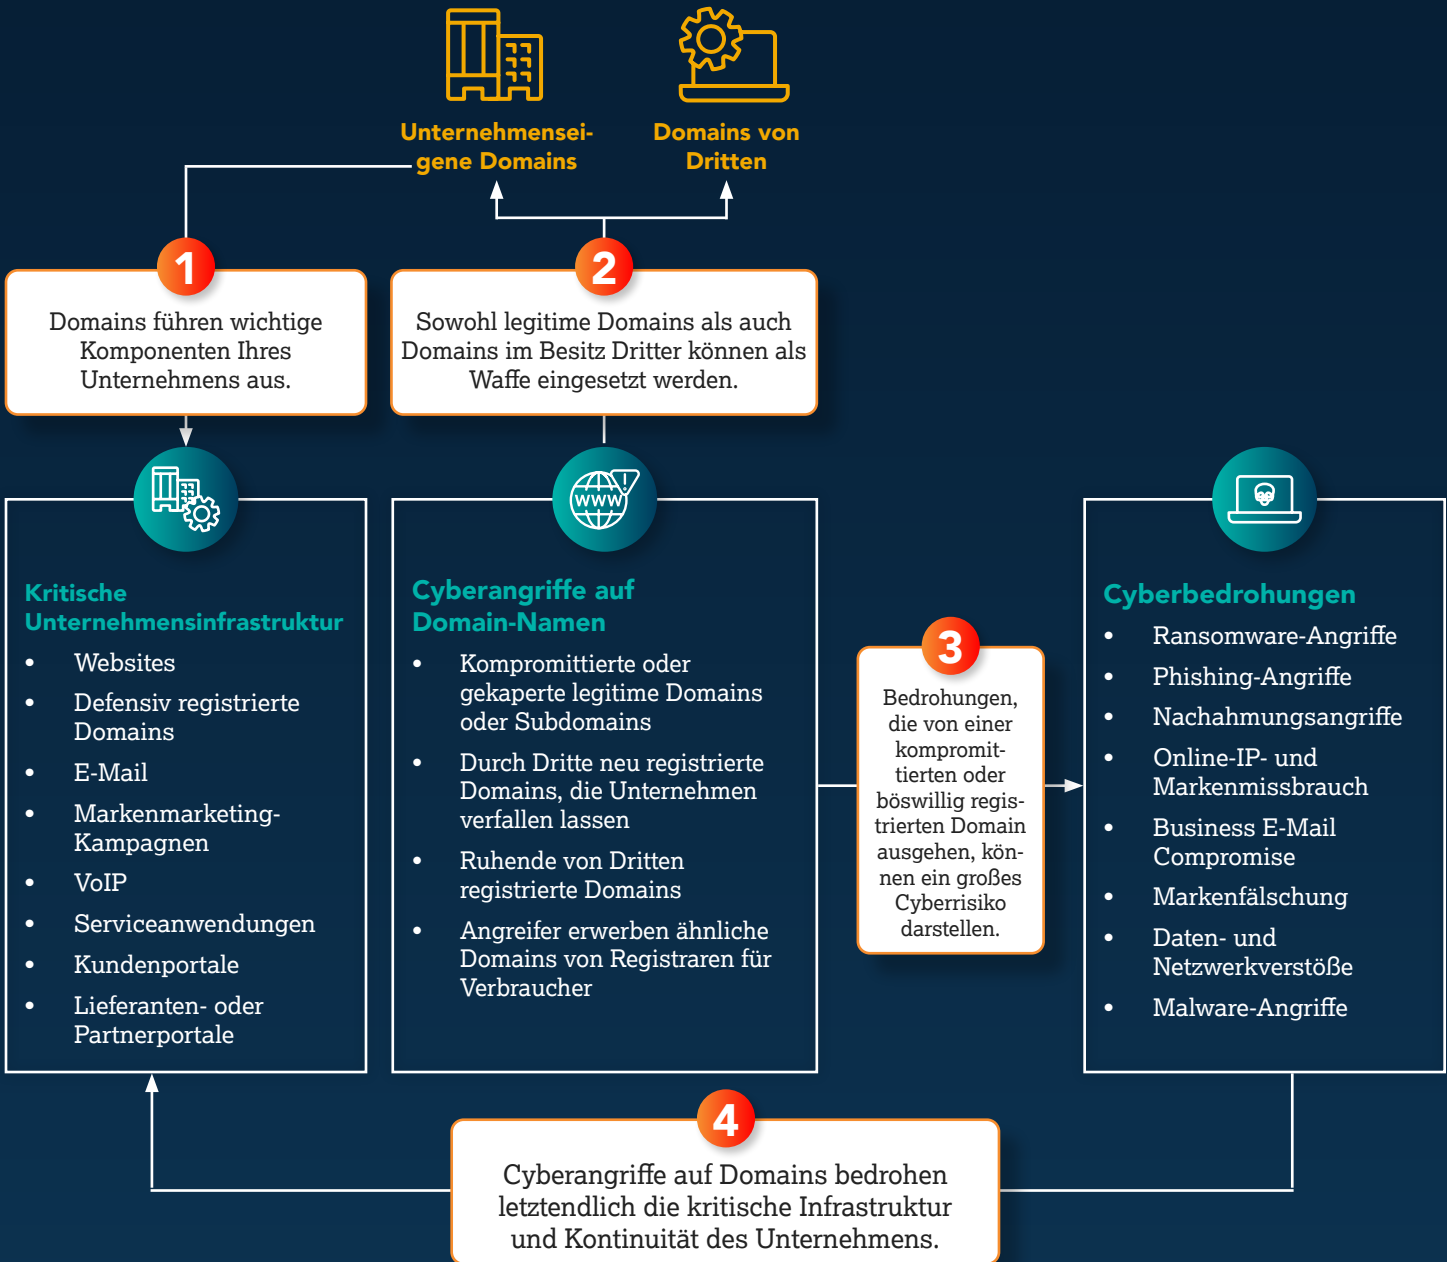 Unternehmensei-
gene Domains
Domains von
Dritten
1
Domains führen wichtige
Komponenten Ihres
Unternehmens aus.
2
Sowohl legitime Domains als auch
Domains im Besitz Dritter können als
Waffe eingesetzt werden.
Kritische
Unternehmensinfrastruktur
• Websites
• Defensiv registrierte
Domains
• E-Mail
• Markenmarketing-
Kampagnen
• VoIP
• Serviceanwendungen
• Kundenportale
• Lieferanten- oder
Partnerportale
www
!
Cyberangriffe auf
Domain-Namen
• Kompromittierte oder
gekaperte legitime Domains
oder Subdomains
• Durch Dritte neu registrierte
Domains, die Unternehmen
verfallen lassen
• Ruhende von Dritten
registrierte Domains
• Angreifer erwerben ähnliche
Domains von Registraren für
Verbraucher
3
Bedrohungen,
die von einer
kompromit-
tierten oder
böswillig regis-
trierten Domain
ausgehen, kön-
nen ein großes
Cyberrisiko
darstellen.
Cyberbedrohungen
• Ransomware-Angriffe
• Phishing-Angriffe
• Nachahmungsangriffe
• Online-IP- und
Markenmissbrauch
• Business E-Mail
Compromise
• Markenfälschung
• Daten- und
Netzwerkverstöße
• Malware-Angriffe
4
Cyberangriffe auf Domains bedrohen
letztendlich die kritische Infrastruktur
und Kontinuität des Unternehmens.